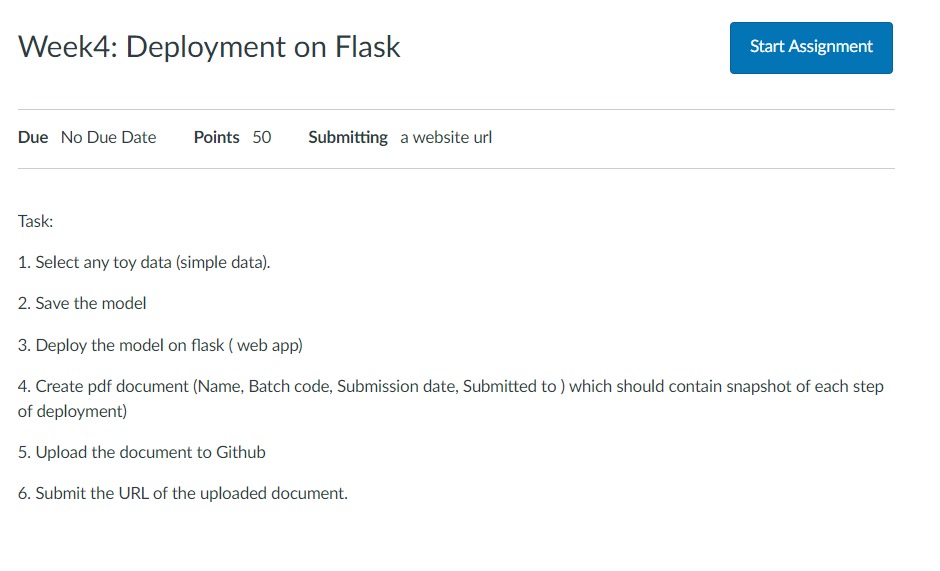 Week4: Deployment on Flask
Start Assignment
Due No Due Date Points 50 Submitting a website url
Task:
1. Select any toy data (simple data).
2. Save the model
3. Deploy the model on flask ( web app)
4. Create pdf document (Name, Batch code, Submission date, Submitted to ) which should contain snapshot of each step
of deployment)
5. Upload the document to Github
6. Submit the URL of the uploaded document.